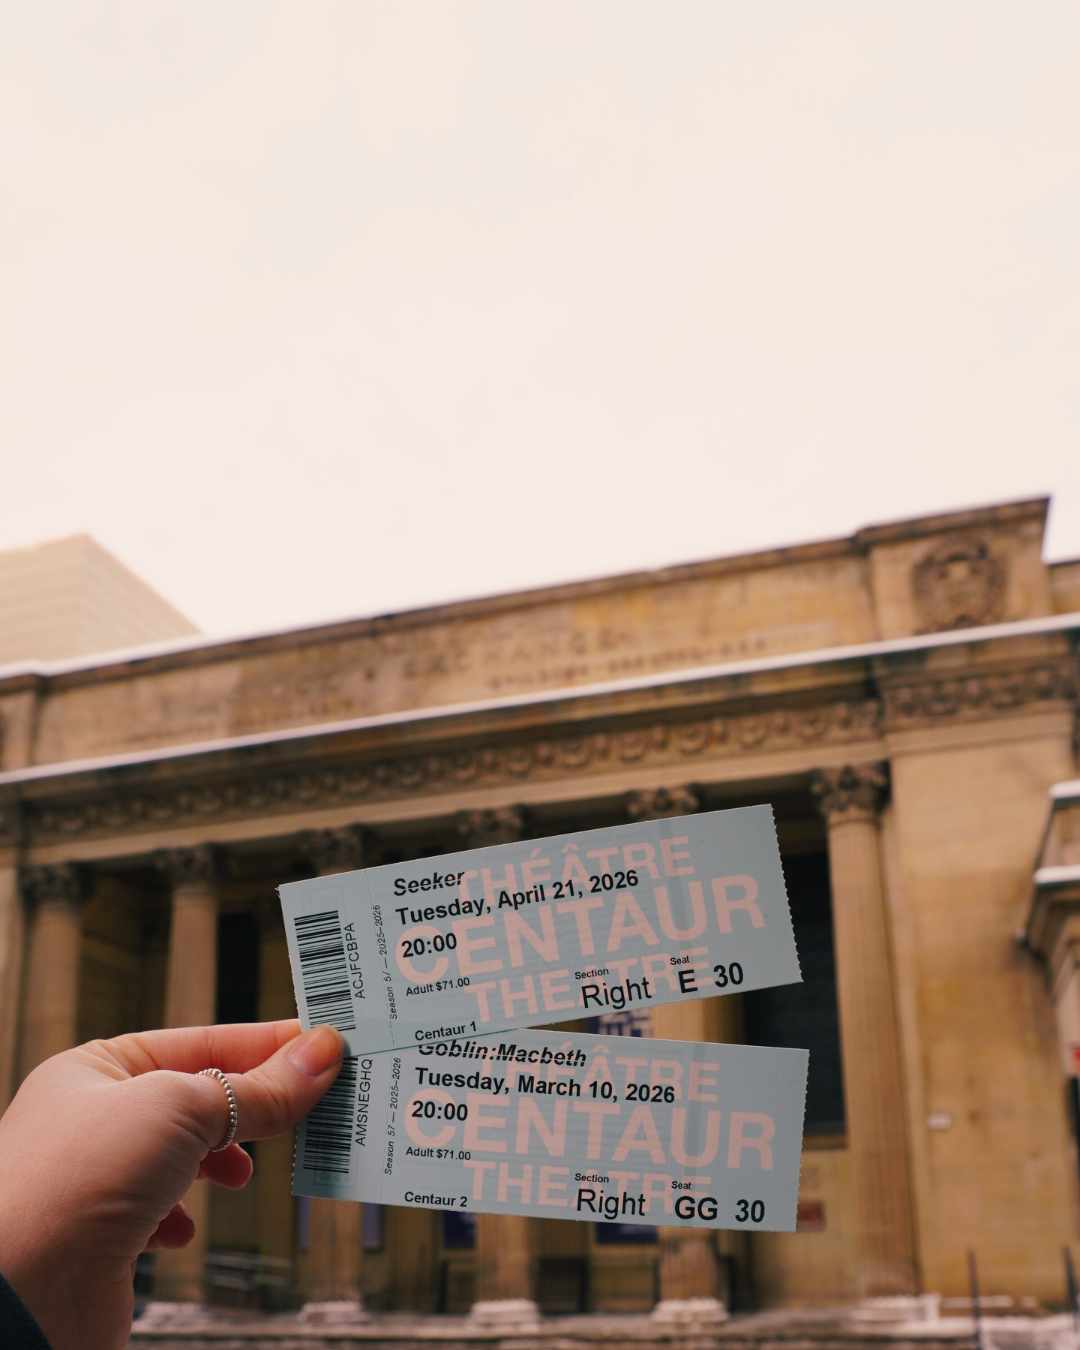 EXCHANGE
Seeker
THÉÂTRE
Tuesday, April 21, 2026
CENTAUR
20:00
THEATRE
Adult $71.00
Section
Seat
Right
E 30
Centaur 1
ACJFCBPA
Season 57 — 2025-2026
Goblin:Macbeth
THÉÂTRE
Tuesday, March 10, 2026
CENTAUR
20:00
THEATRE
Adult $71.00
Section
Seat
Right
GG 30
Centaur 2
AMSNEGHQ
Season 57 — 2025-2026